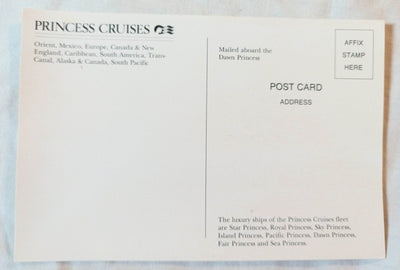 PRINCESS CRUISES
Orient, Mexico, Europe, Canada & New
England, Caribbean, South America, Trans-
Canal, Alaska & Canada, South Pacific
Mailed aboard the
Dawn Princess
AFFIX
STAMP
HERE
POST CARD
ADDRESS
The luxury ships of the Princess Cruises fleet
are Star Princess, Royal Princess, Sky Princess,
Island Princess, Pacific Princess, Dawn Princess,
Fair Princess and Sea Princess.